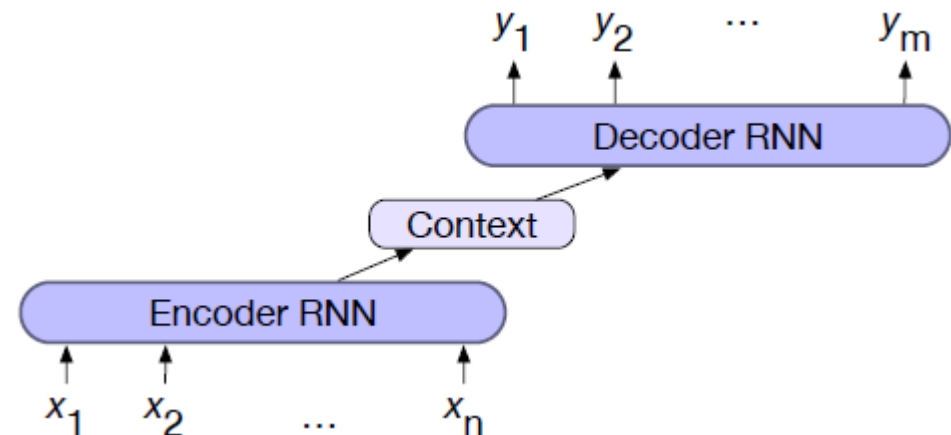 y1 y2 ... ym
Decoder RNN
Context
Encoder RNN
x1 x2 ... xn